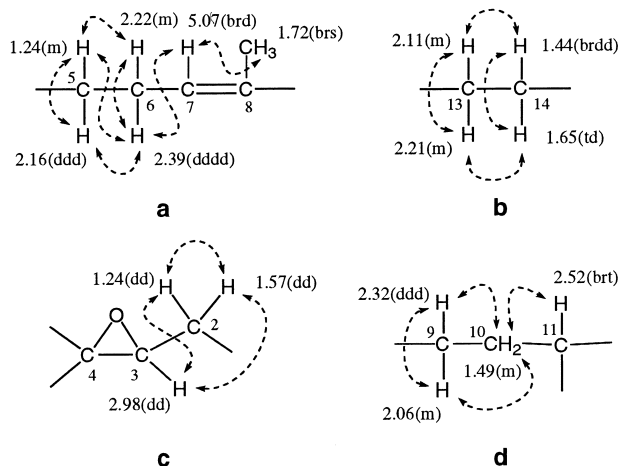 2.22(m) 5.07(brd) 1.72(brs)
1.24(m) H H H CH3
5
C C C C
6 7 8
H H
2.16(ddd) 2.39(dddd)
a
2.11(m) H H 1.44(brdd)
C C
13 14
H H 1.65(td)
2.21(m)
b
1.24(dd) H H 1.57(dd)
O C 2
C C
4 3 H
2.98(dd)
c
2.52(brt)
2.32(ddd) H H
9 10 11
C CH2 C
1.49(m)
H
2.06(m)
d